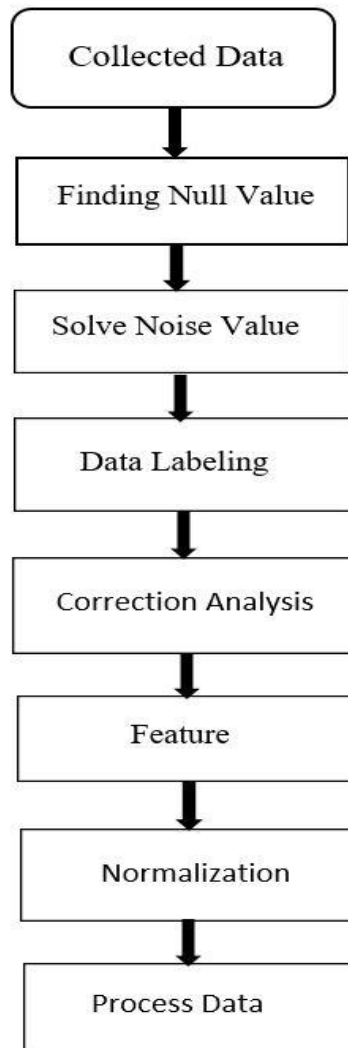 Collected Data
Finding Null Value
Solve Noise Value
Data Labeling
Correction Analysis
Feature
Normalization
Process Data